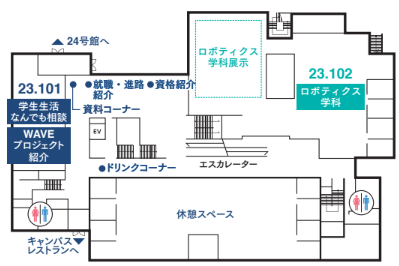 24号館へ
ロボティクス
学科展示
23.101
学生生活
なんでも相談
WAVE
プロジェクト
紹介
●就職・進路
紹介
●資格紹介
資料コーナー
23.102
ロボティクス
学科
EV
●ドリンクコーナー
エスカレーター
休憩スペース
キャンパス
レストランへ